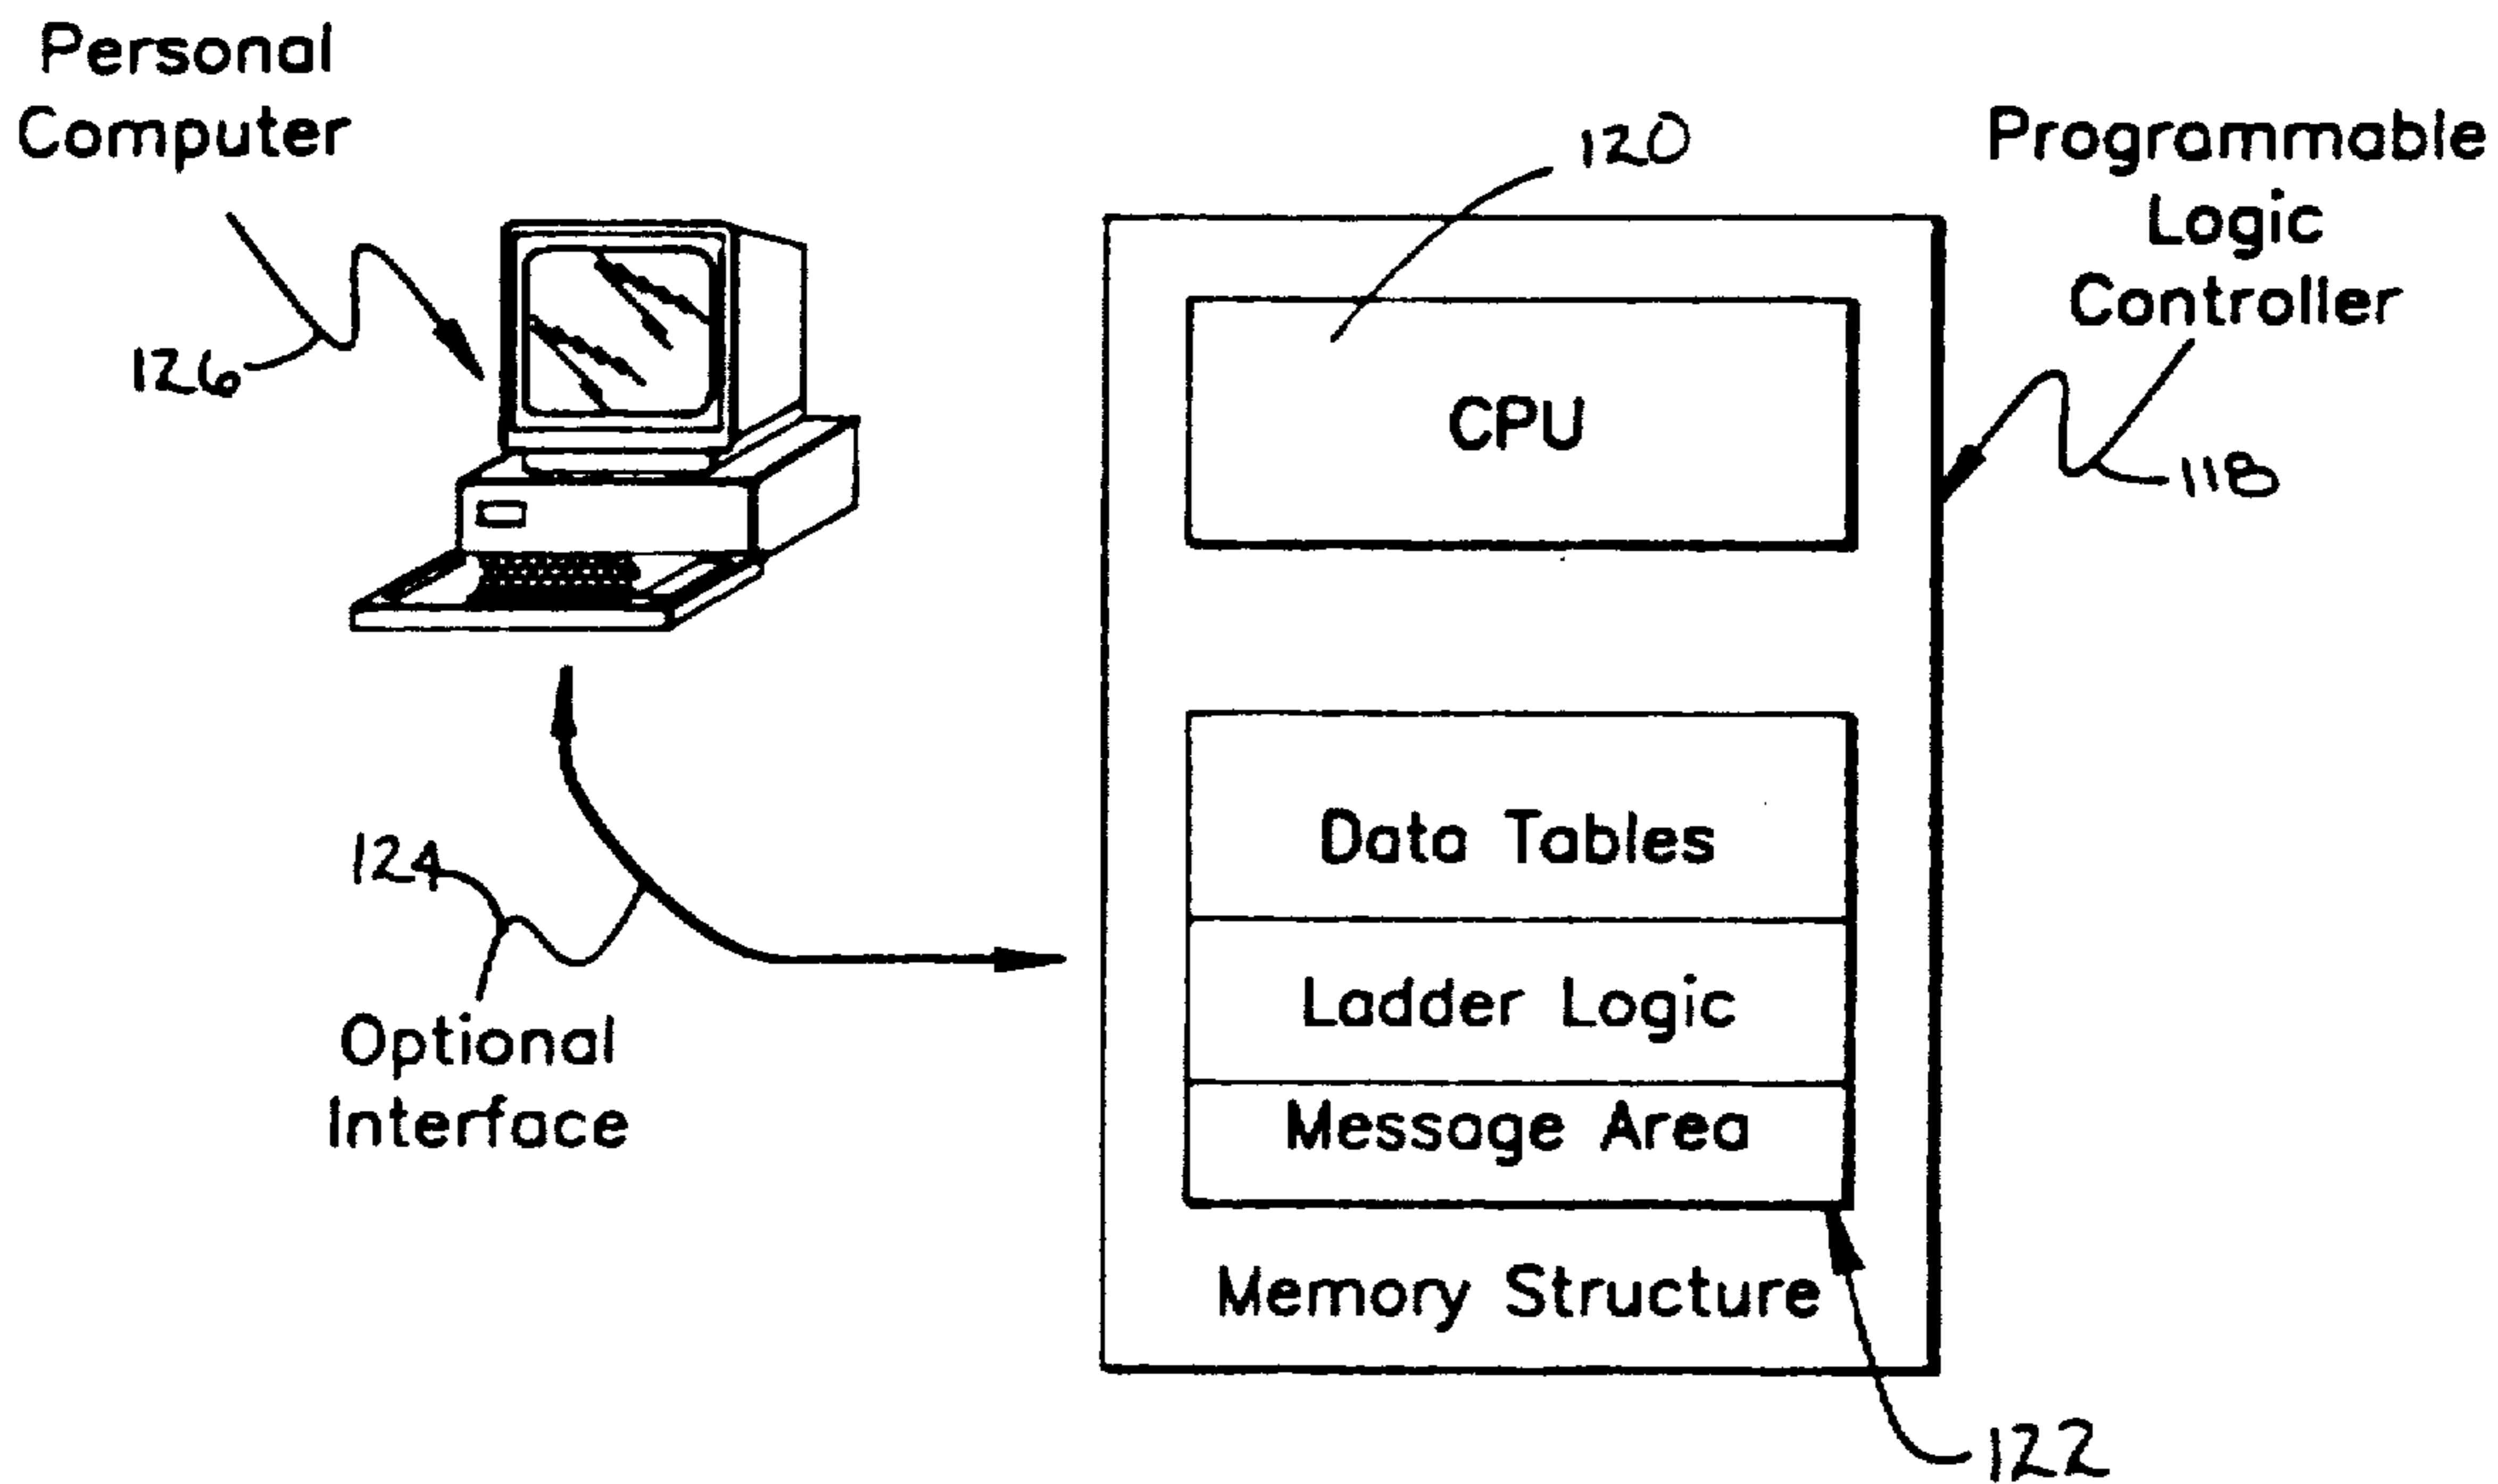 Personal
Computer
126
120
Programmable
Logic
Controller
118
CPU
124
Optional
Interface
Data Tables
Ladder Logic
Message Area
Memory Structure
122